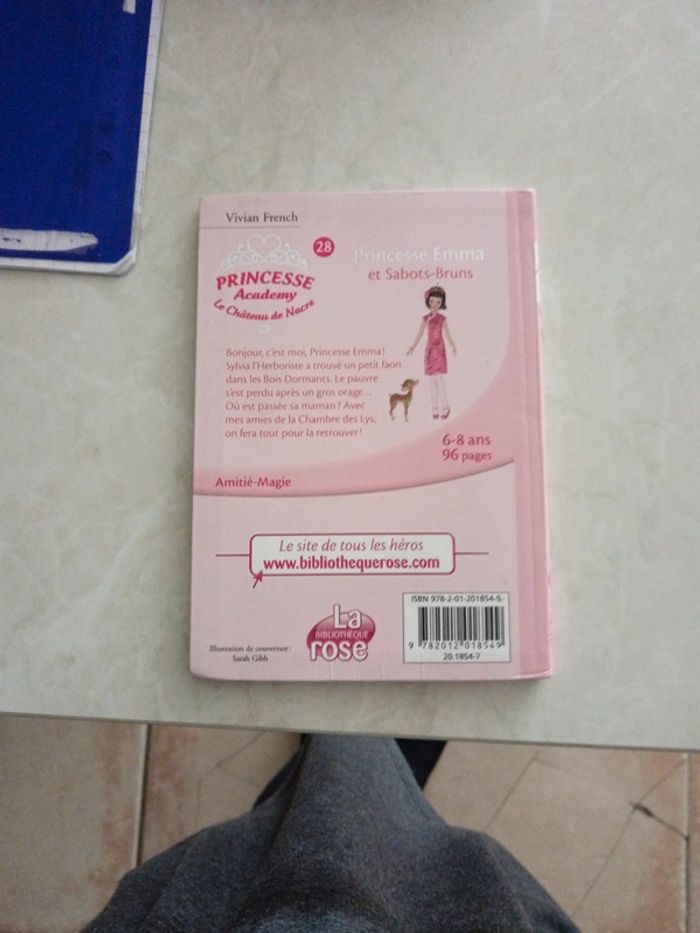 Vivian French
28
PRINCESSE
Academy
Le Château de Nacre
Princesse Emma
et Sabots-Bruns
Bonjour, c'est moi, Princesse Emma!
Sylvia l'Herboriste a trouvé un petit faon
dans les Bois Dormants. Le pauvre
s'est perdu après un gros orage...
Où est passée sa maman? Avec
mes amies de la Chambre des Lys,
on fera tout pour la retrouver!
6-8 ans
96 pages
Amitié-Magie
Le site de tous les héros
www.bibliothequerose.com
La
BIBLIOTHÈQUE
rose
Illustration de couverture:
Sarah Gibb
ISBN 978-2-01-201854-9
9 782012 018549
20.1854-7